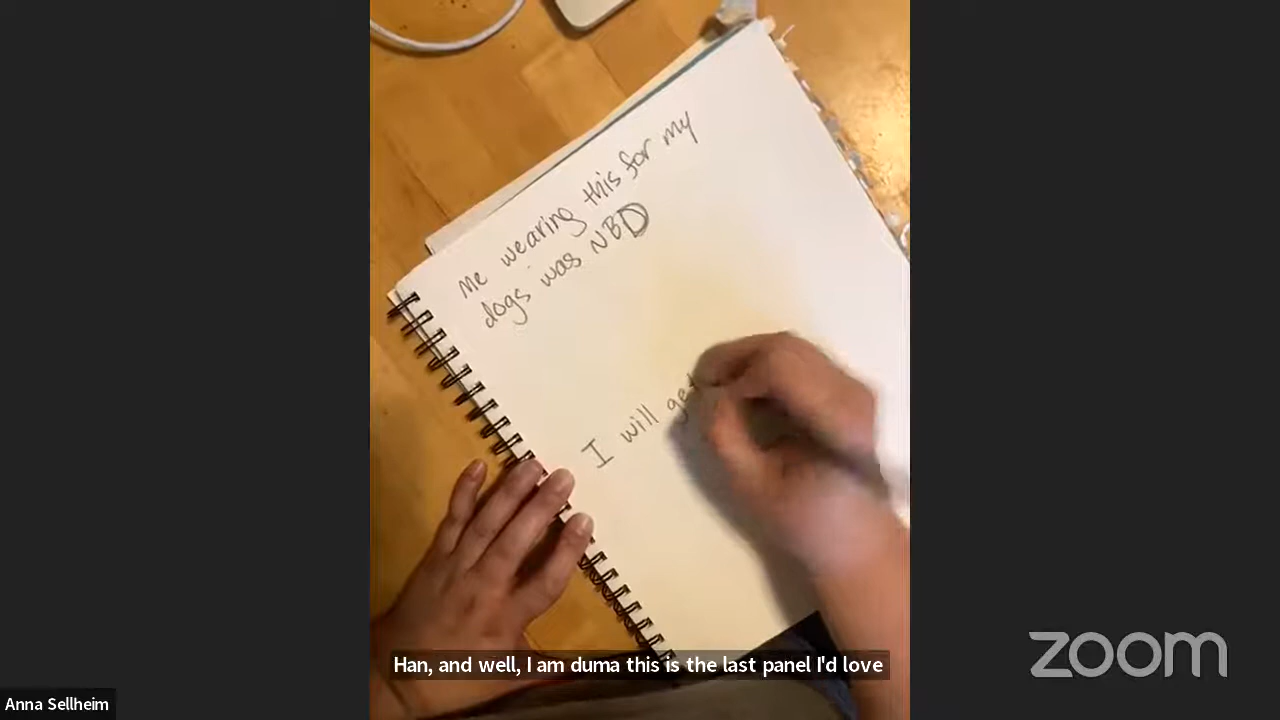 me wearing this for my
dogs was NBD
I will get
Han, and well, I am duma this is the last panel I'd love
zoom
Anna Sellheim